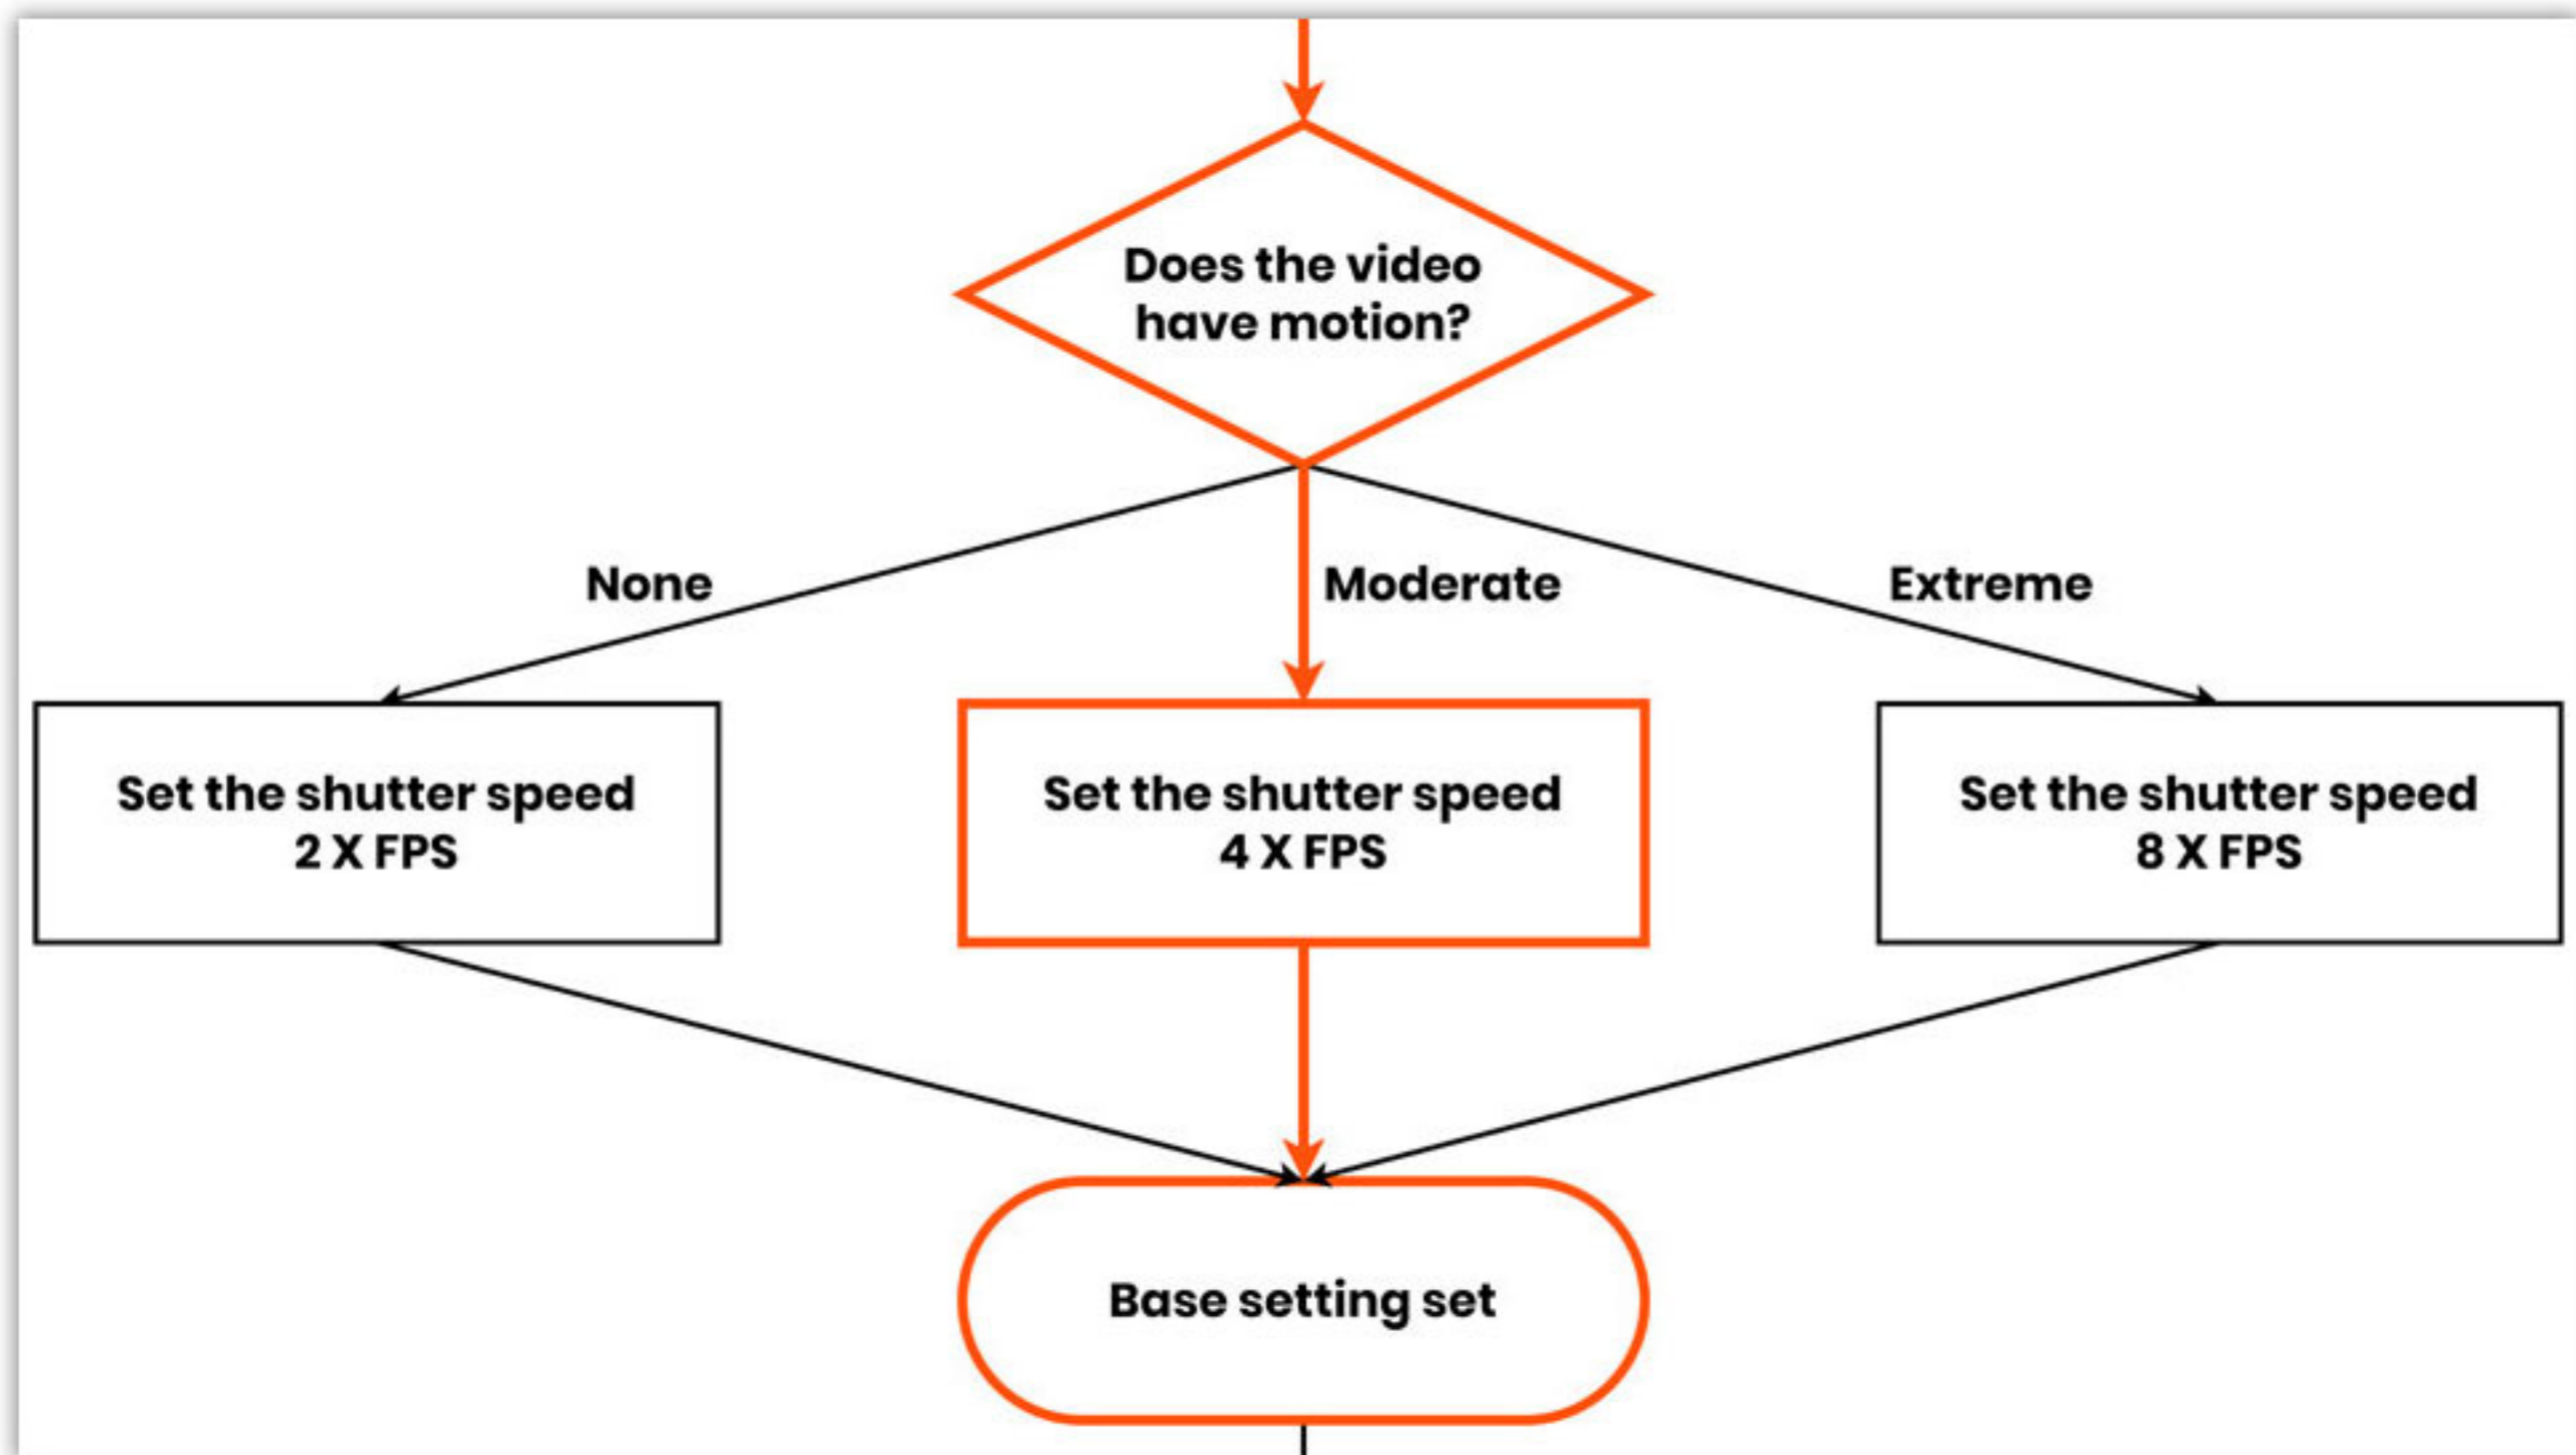 Does the video
have motion?
None
Moderate
Extreme
Set the shutter speed
2 X FPS
Set the shutter speed
4 X FPS
Set the shutter speed
8 X FPS
Base setting set